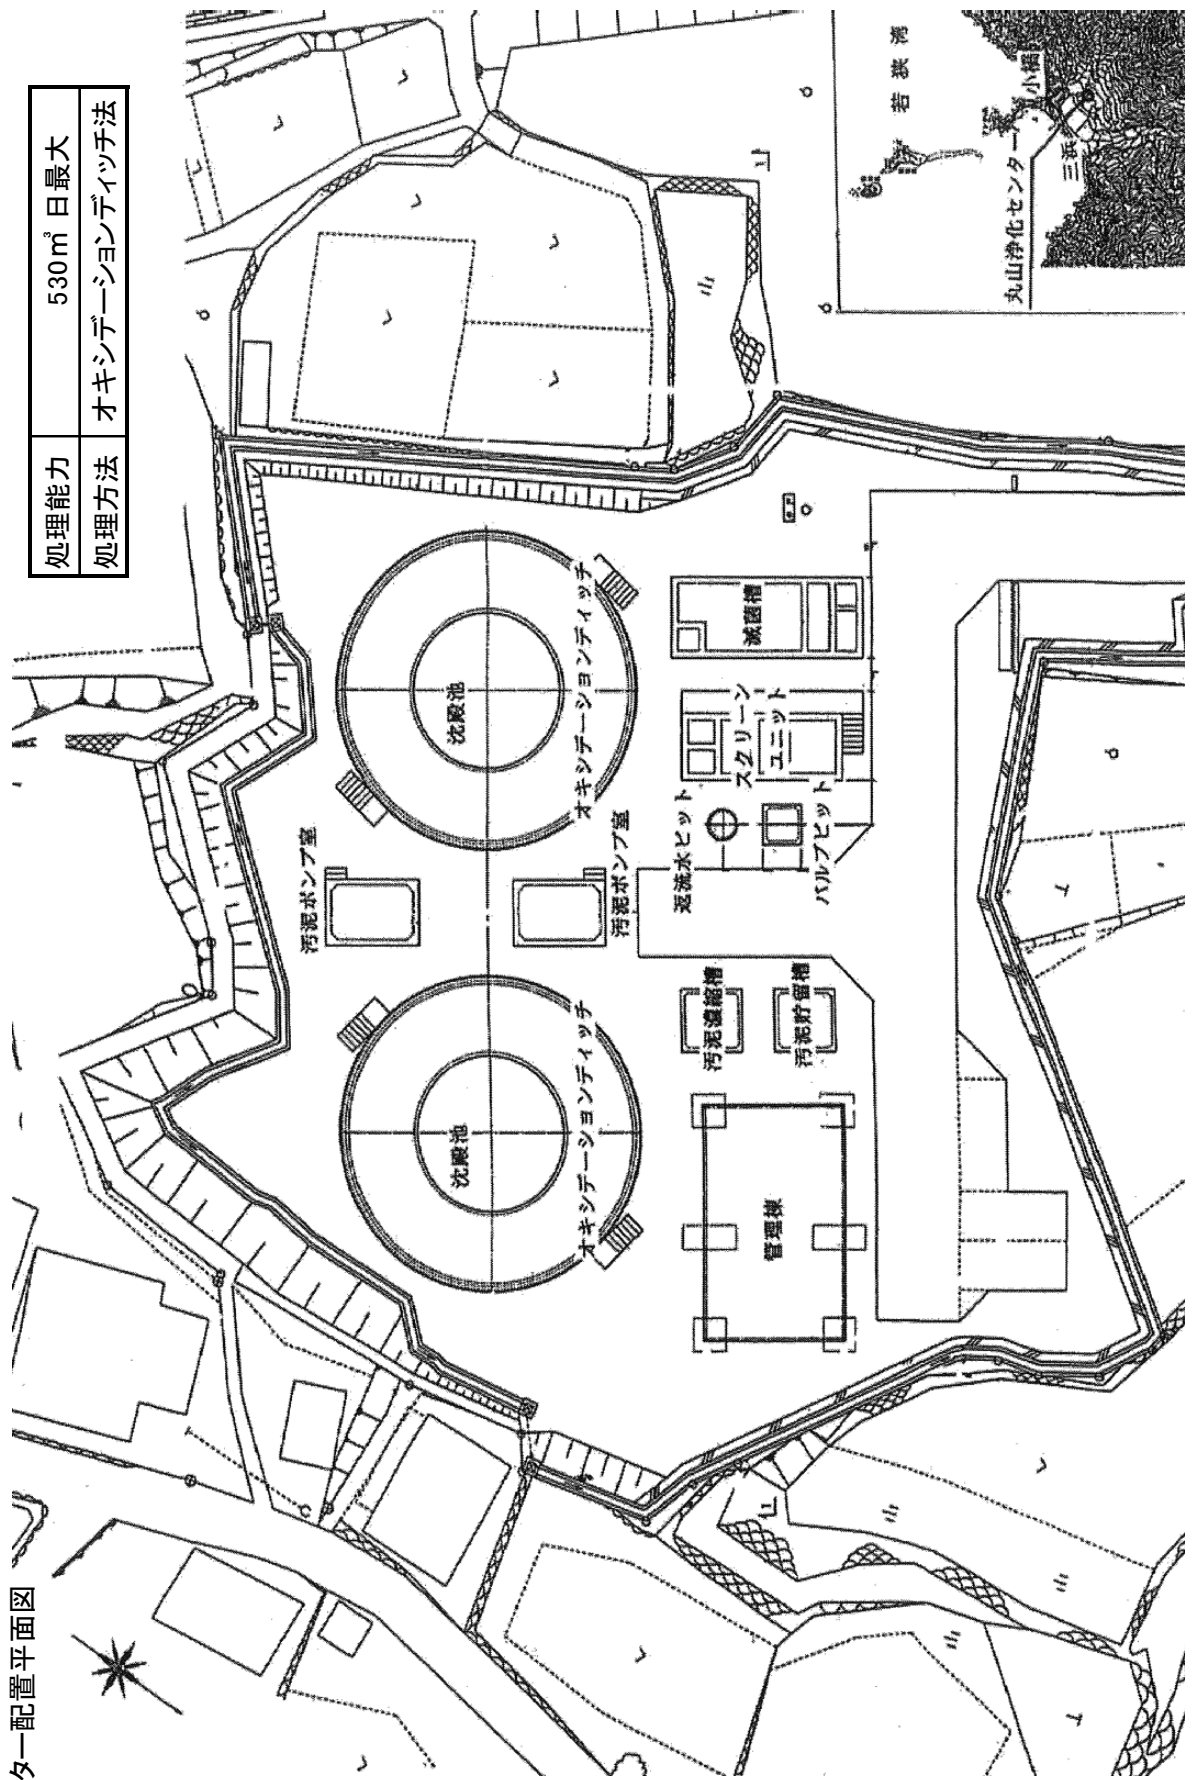 ター配置平面図
処理能力 530㎥ 日最大
処理方法 オキシデーションディッチ法
汚泥ポンプ室
沈殿池
沈殿池
オキシデーションディッチ
オキシデーションディッチ
汚泥ポンプ室
返流水ピット
スクリーン
ユニット
滅菌槽
汚泥濃縮槽
汚泥貯留槽
バルブピット
管理棟
若狭湾
小橋
三浜
丸山浄化センター